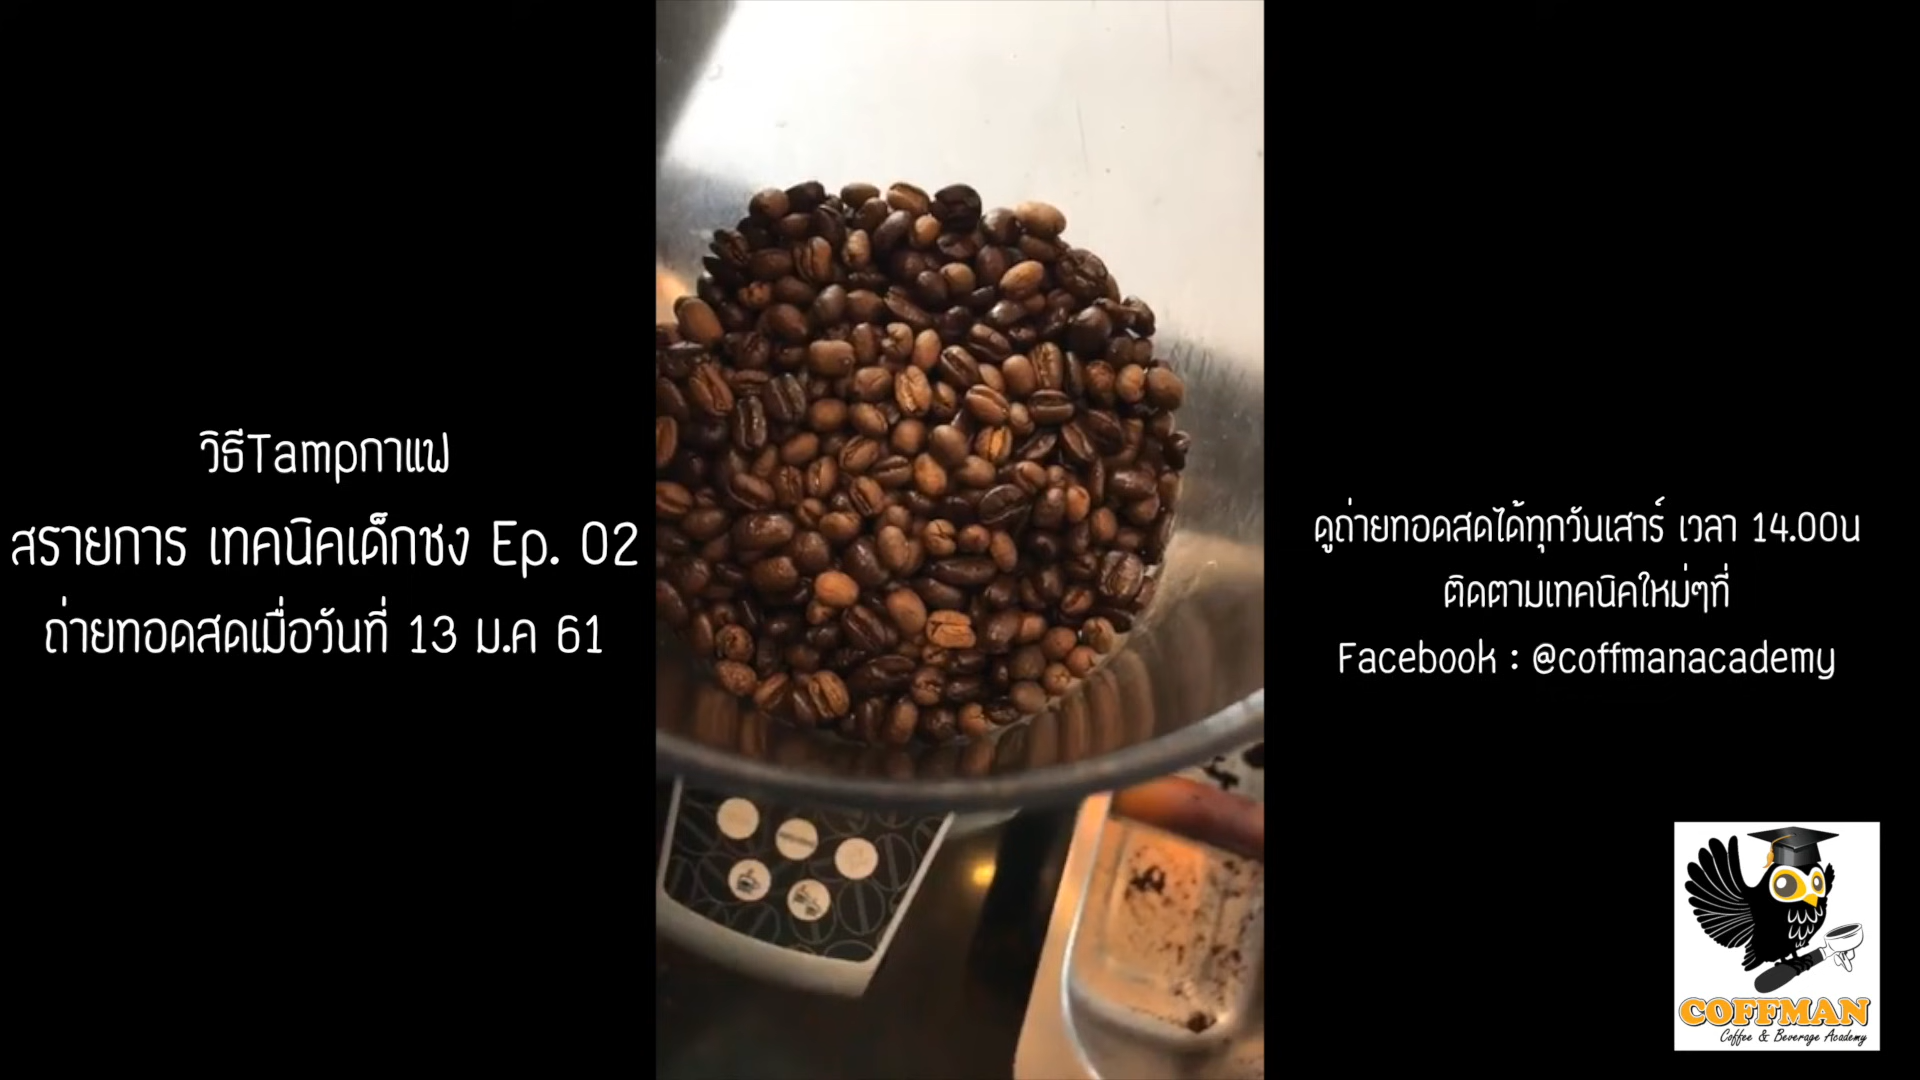 วิธีTampกาแฟ
สรายการ เทคนิคเด็กชง Ep. 02
ถ่ายทอดสดเมื่อวันที่ 13 ม.ค 61
ดูถ่ายทอดสดได้ทุกวันเสาร์ เวลา 14.00น
ติดตามเทคนิคใหม่ๆที่
Facebook : @coffmanacademy
COFFMAN
Coffee & Beverage Academy